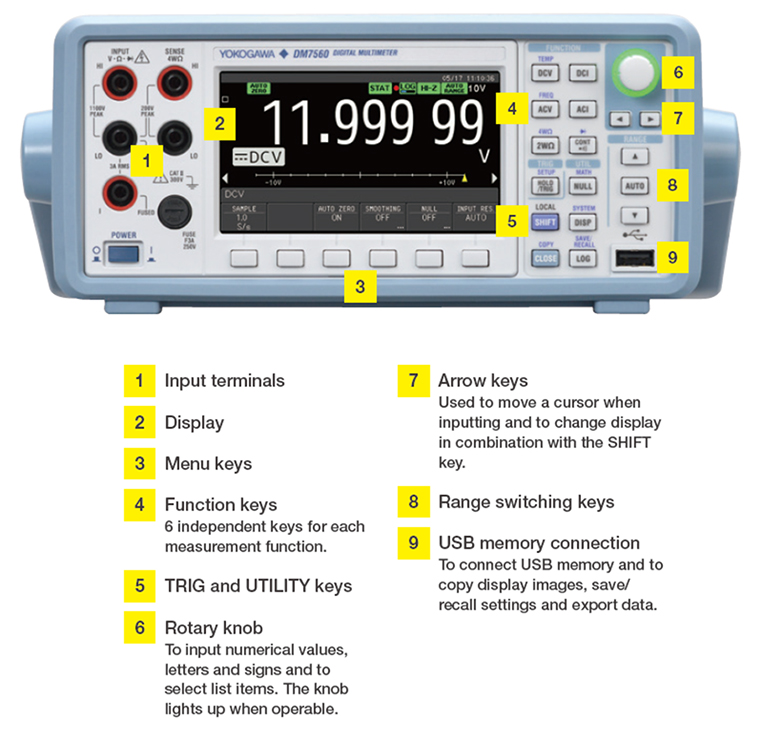 INPUT
V·Ω·
HI
SENSE
4WΩ
HI
1100V
PEAK
200V
PEAK
LO
LO
3A RMS
CAT II
300V
I
FUSED
FUSE
F3A
250V
POWER
I
YOKOGAWA DM7560 DIGITAL MULTIMETER
05/17 11:10:36
AUTO
ZERO
STAT
LOG
HI-Z
AUTO
RANGE
10V
11.999 99
DCV
V
-10V
+10V
DCV
SAMPLE
1.0
S/s
AUTO ZERO
ON
SMOOTHING
OFF
...
NULL
OFF
...
INPUT RES
AUTO
FUNCTION
TEMP
DCV
DCI
FREQ
ACV
ACI
4WΩ
2WΩ
CONT
TRIG
UTIL
SETUP
MATH
HOLD
/TRIG
NULL
LOCAL
SYSTEM
SHIFT
DISP
COPY
SAVE/
RECALL
CLOSE
LOG
RANGE
AUTO
1
2
3
4
5
6
7
8
9
1 Input terminals
2 Display
3 Menu keys
4 Function keys
6 independent keys for each
measurement function.
5 TRIG and UTILITY keys
6 Rotary knob
To input numerical values,
letters and signs and to
select list items. The knob
lights up when operable.
7 Arrow keys
Used to move a cursor when
inputting and to change display
in combination with the SHIFT
key.
8 Range switching keys
9 USB memory connection
To connect USB memory and to
copy display images, save/
recall settings and export data.